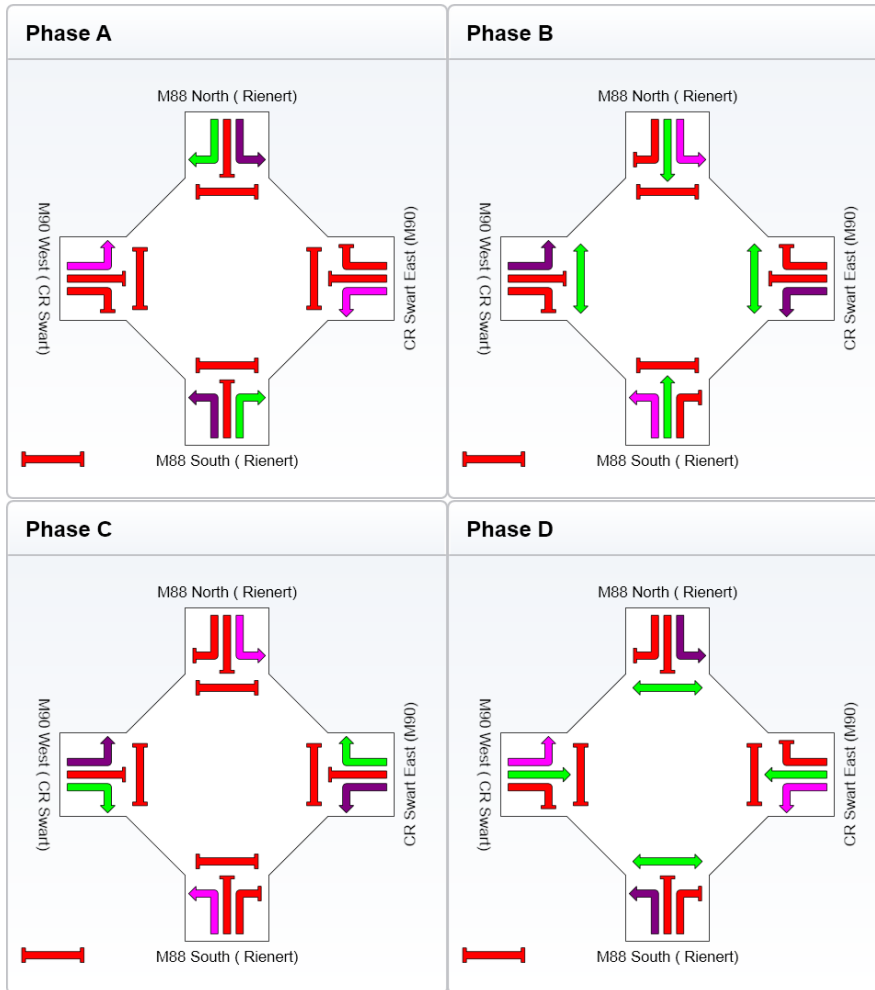 Phase A
M88 North ( Rienert)
M90 West ( CR Swart)
CR Swart East (M90)
M88 South ( Rienert)
Phase B
M88 North ( Rienert)
M90 West ( CR Swart)
CR Swart East (M90)
M88 South ( Rienert)
Phase C
M88 North ( Rienert)
M90 West ( CR Swart)
CR Swart East (M90)
M88 South ( Rienert)
Phase D
M88 North ( Rienert)
M90 West ( CR Swart)
CR Swart East (M90)
M88 South ( Rienert)